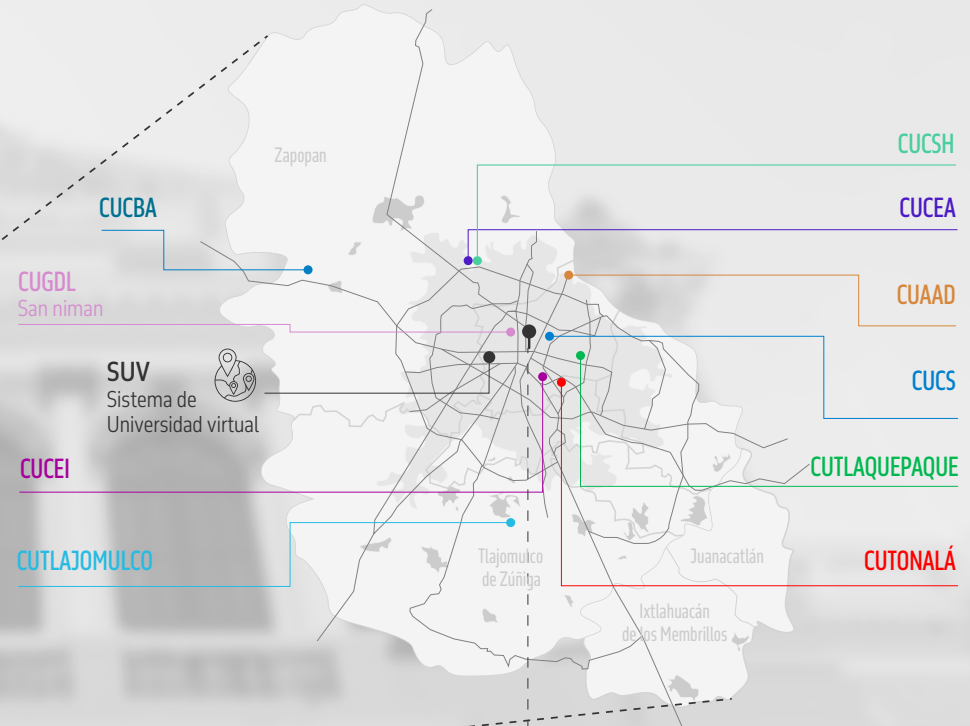 Zapopan
CUCSH
CUCBA
CUCEA
CUGDL
San niman
CUAAD
SUV
Sistema de
Universidad virtual
CUCS
CUCEI
CUTLAQUEPAQUE
CUTLAJOMULCO
Tlajomulco
de Zúñiga
Juanacatlán
CUTONALÁ
Ixtlahuacán
de los Membrillos